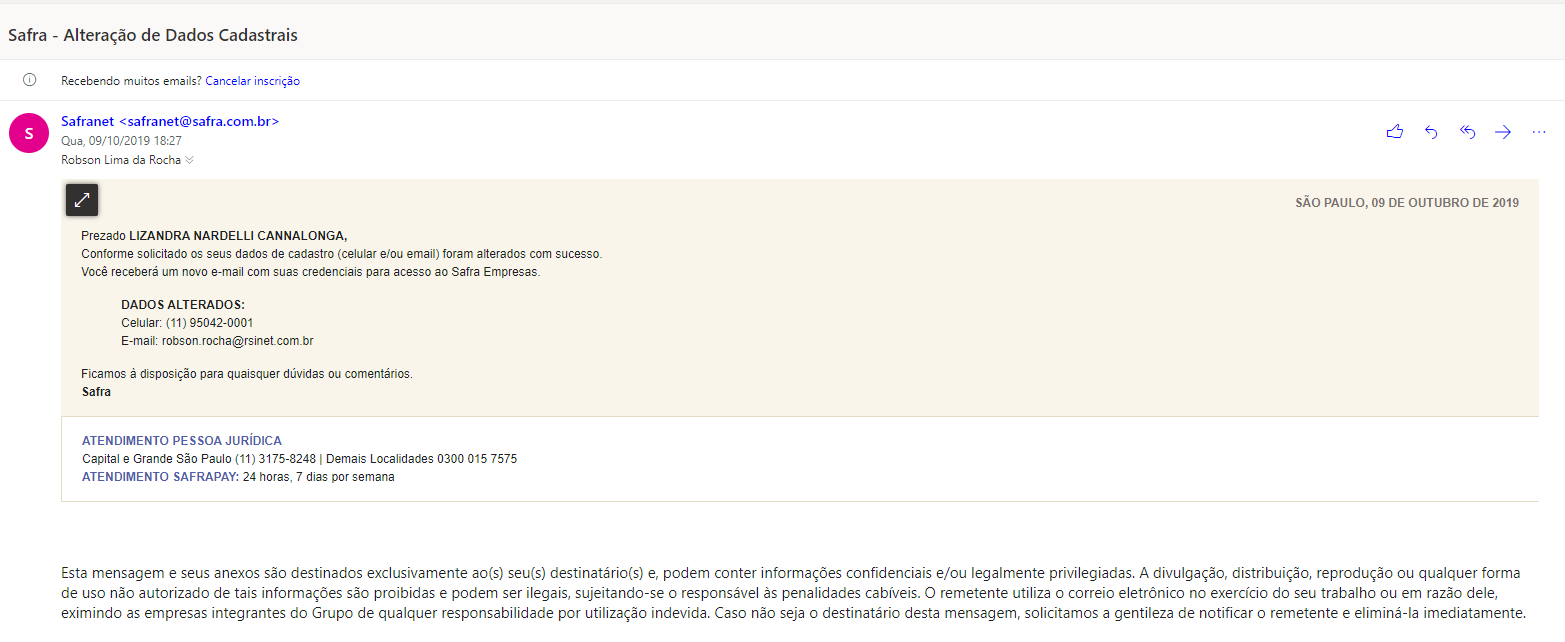 Safra - Alteração de Dados Cadastrais
Recebendo muitos emails? Cancelar inscrição
S
Safranet <safranet@safra.com.br>
Qua, 09/10/2019 18:27
Robson Lima da Rocha
SÃO PAULO, 09 DE OUTUBRO DE 2019
Prezado LIZANDRA NARDELLI CANNALONGA,
Conforme solicitado os seus dados de cadastro (celular e/ou email) foram alterados com sucesso.
Você receberá um novo e-mail com suas credenciais para acesso ao Safra Empresas.
DADOS ALTERADOS:
Celular: (11) 95042-0001
E-mail: robson.rocha@rsinet.com.br
Ficamos à disposição para quaisquer dúvidas ou comentários.
Safra
ATENDIMENTO PESSOA JURÍDICA
Capital e Grande São Paulo (11) 3175-8248 | Demais Localidades 0300 015 7575
ATENDIMENTO SAFRAPAY: 24 horas, 7 dias por semana
Esta mensagem e seus anexos são destinados exclusivamente ao(s) seu(s) destinatário(s) e, podem conter informações confidenciais e/ou legalmente privilegiadas. A divulgação, distribuição, reprodução ou qualquer forma
de uso não autorizado de tais informações são proibidas e podem ser ilegais, sujeitando-se o responsável às penalidades cabíveis. O remetente utiliza o correio eletrônico no exercício do seu trabalho ou em razão dele,
eximindo as empresas integrantes do Grupo de qualquer responsabilidade por utilização indevida. Caso não seja o destinatário desta mensagem, solicitamos a gentileza de notificar o remetente e eliminá-la imediatamente.